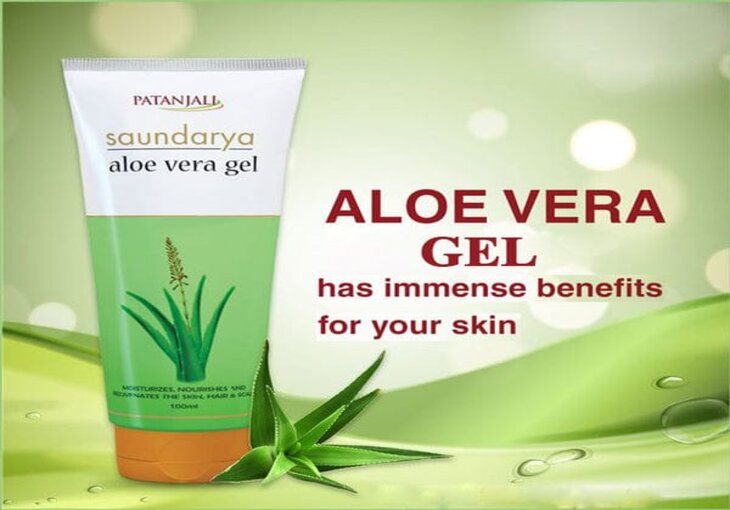 PATANJALI
saundarya
aloe vera gel
MOISTURIZES, NOURISHES AND
REJUVENATES THE SKIN, HAIR &
100ml
ALOE VERA
GEL
has immense benefits
for your skin